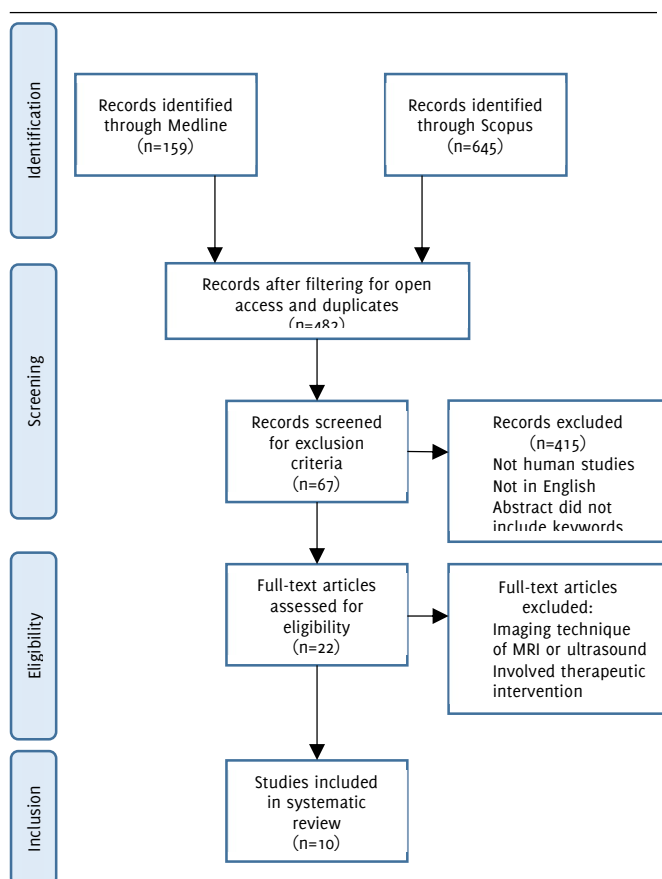 Identification
Records identified
through Medline
(n=159)
Records identified
through Scopus
(n=645)
Screening
Records after filtering for open
access and duplicates
(n=482)
Records screened
for exclusion
criteria
(n=67)
Records excluded
(n=415)
Not human studies
Not in English
Abstract did not
include keywords
Eligibility
Full-text articles
assessed for
eligibility
(n=22)
Full-text articles
excluded:
Imaging technique
of MRI or ultrasound
Involved therapeutic
intervention
Inclusion
Studies included
in systematic
review
(n=10)